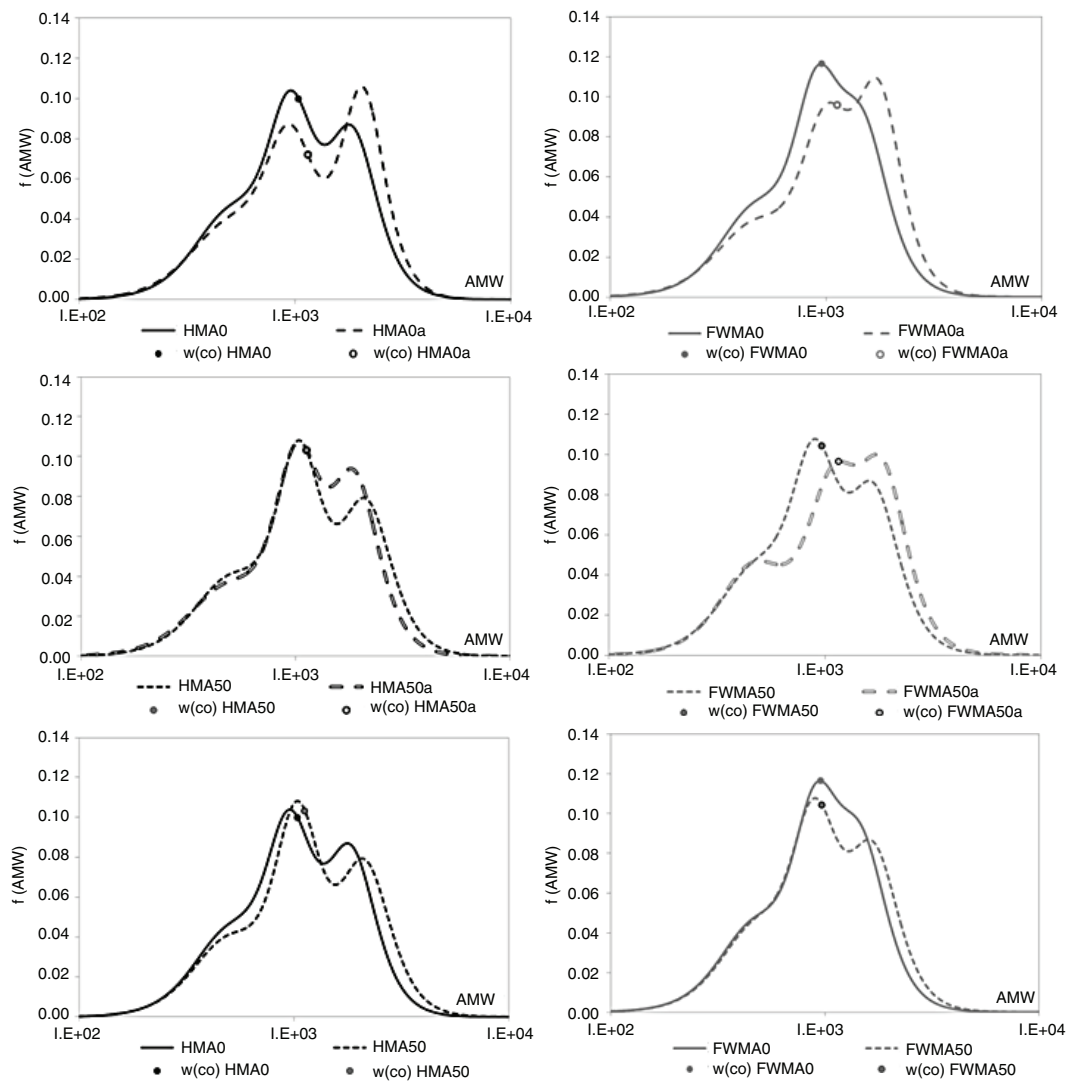 0.14
0.12
0.10
0.08
0.06
0.04
0.02
0.00
f (AMW)
AMW
I.E+02 I.E+03 I.E+04
HMA0 HMA0a
w(co) HMA0 w(co) HMA0a
0.14
0.12
0.10
0.08
0.06
0.04
0.02
0.00
f (AMW)
AMW
I.E+02 I.E+03 I.E+04
FWMA0 FWMA0a
w(co) FWMA0 w(co) FWMA0a
0.14
0.12
0.10
0.08
0.06
0.04
0.02
0.00
f (AMW)
AMW
I.E+02 I.E+03 I.E+04
HMA50 HMA50a
w(co) HMA50 w(co) HMA50a
0.14
0.12
0.10
0.08
0.06
0.04
0.02
0.00
f (AMW)
AMW
I.E+02 I.E+03 I.E+04
FWMA50 FWMA50a
w(co) FWMA50 w(co) FWMA50a
0.14
0.12
0.10
0.08
0.06
0.04
0.02
0.00
f (AMW)
AMW
I.E+02 I.E+03 I.E+04
HMA0 HMA50
w(co) HMA0 w(co) HMA50
0.14
0.12
0.10
0.08
0.06
0.04
0.02
0.00
f (AMW)
AMW
I.E+02 I.E+03 I.E+04
FWMA0 FWMA50
w(co) FWMA0 w(co) FWMA50